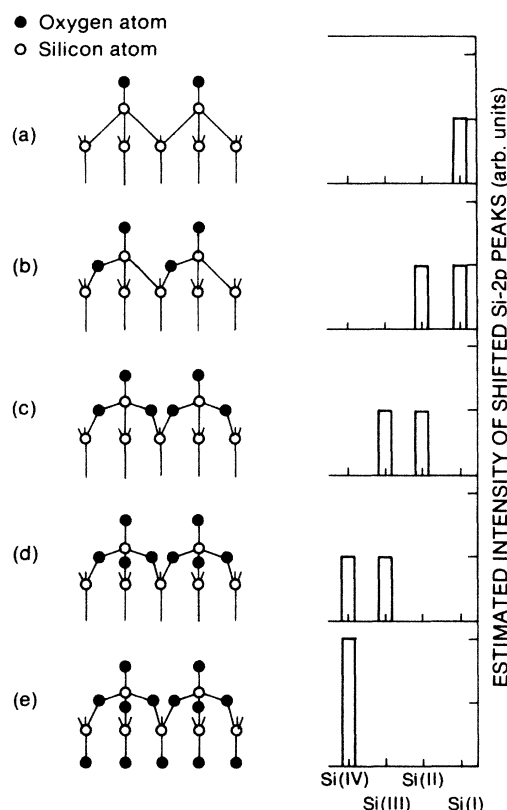 Oxygen atom
Silicon atom
(a)
(b)
(c)
(d)
(e)
ESTIMATED INTENSITY OF SHIFTED Si-2p PEAKS (arb. units)
Si(IV) Si(II)
Si(III) Si(I)